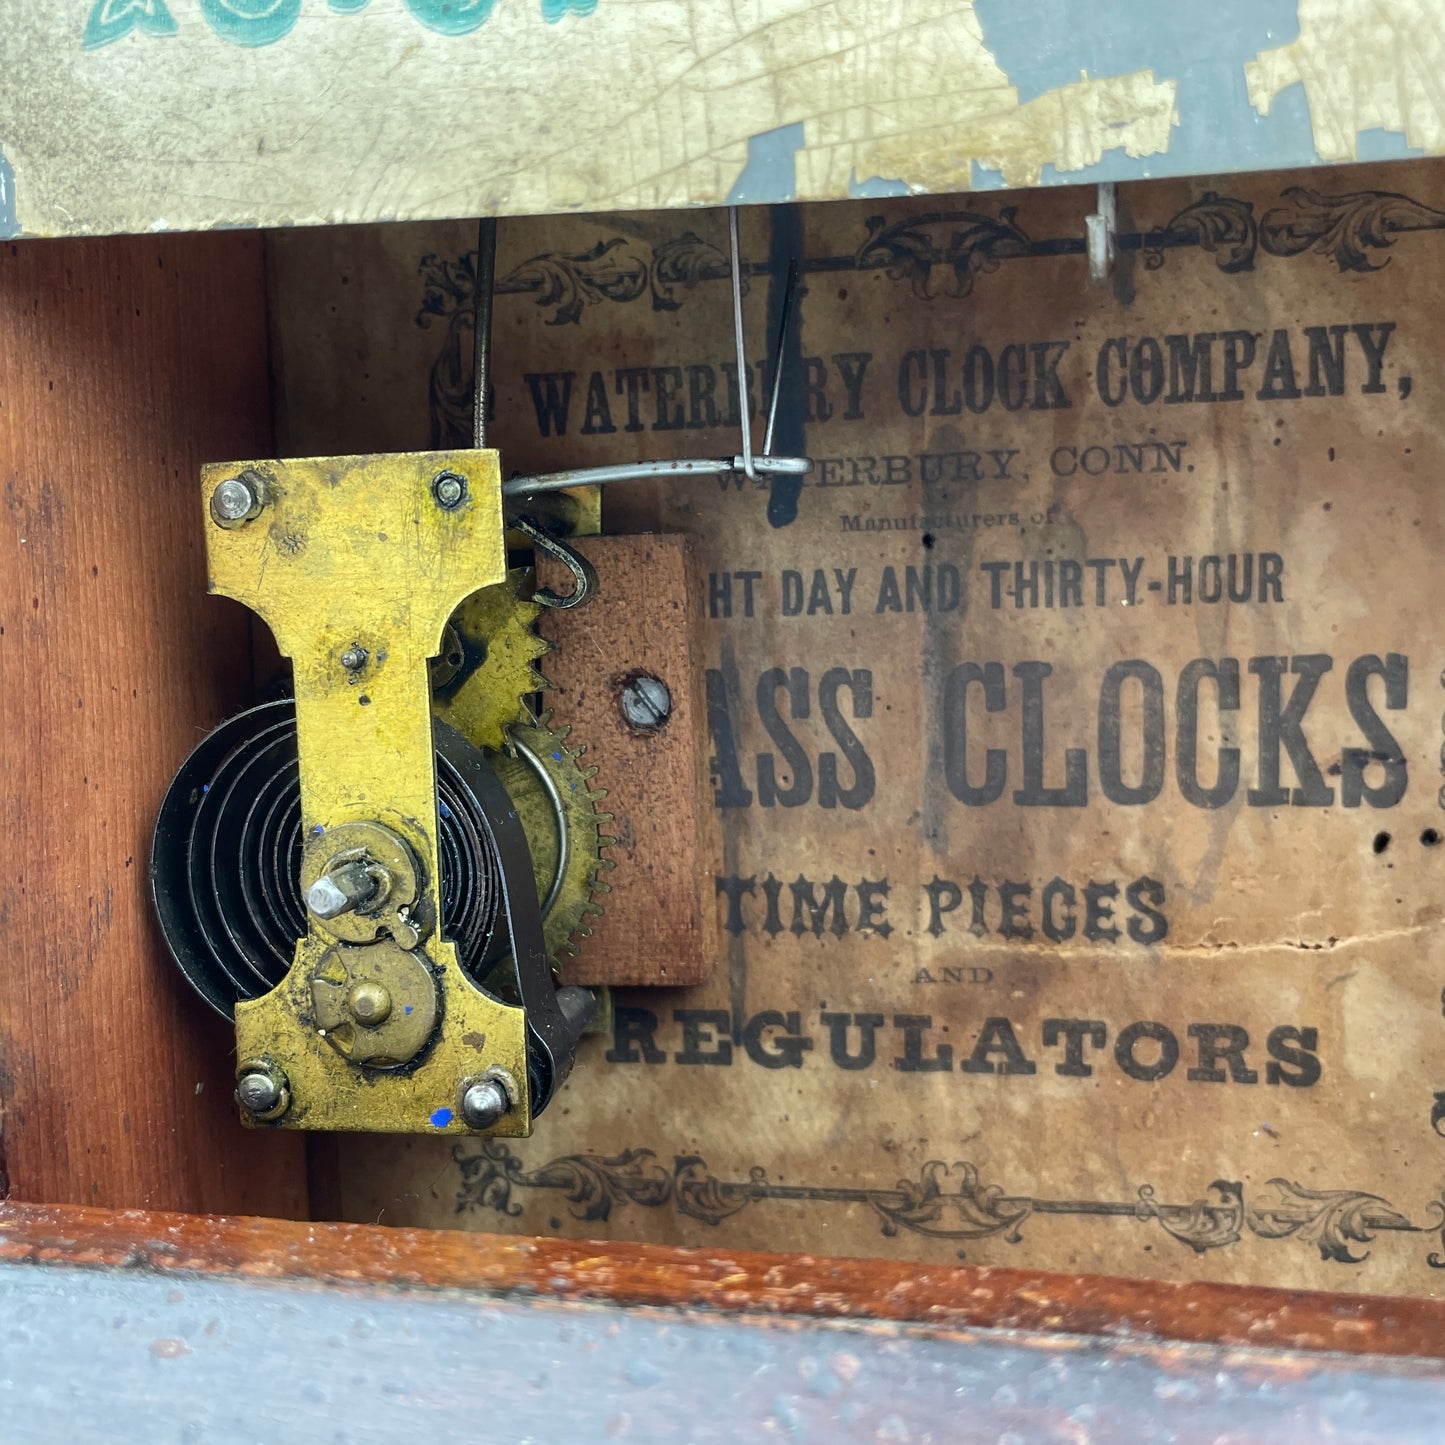 WATERBURY CLOCK COMPANY,
WATERBURY, CONN.
Manufacturers of
HT DAY AND THIRTY-HOUR
ASS CLOCKS
TIME PIECES
AND
REGULATORS